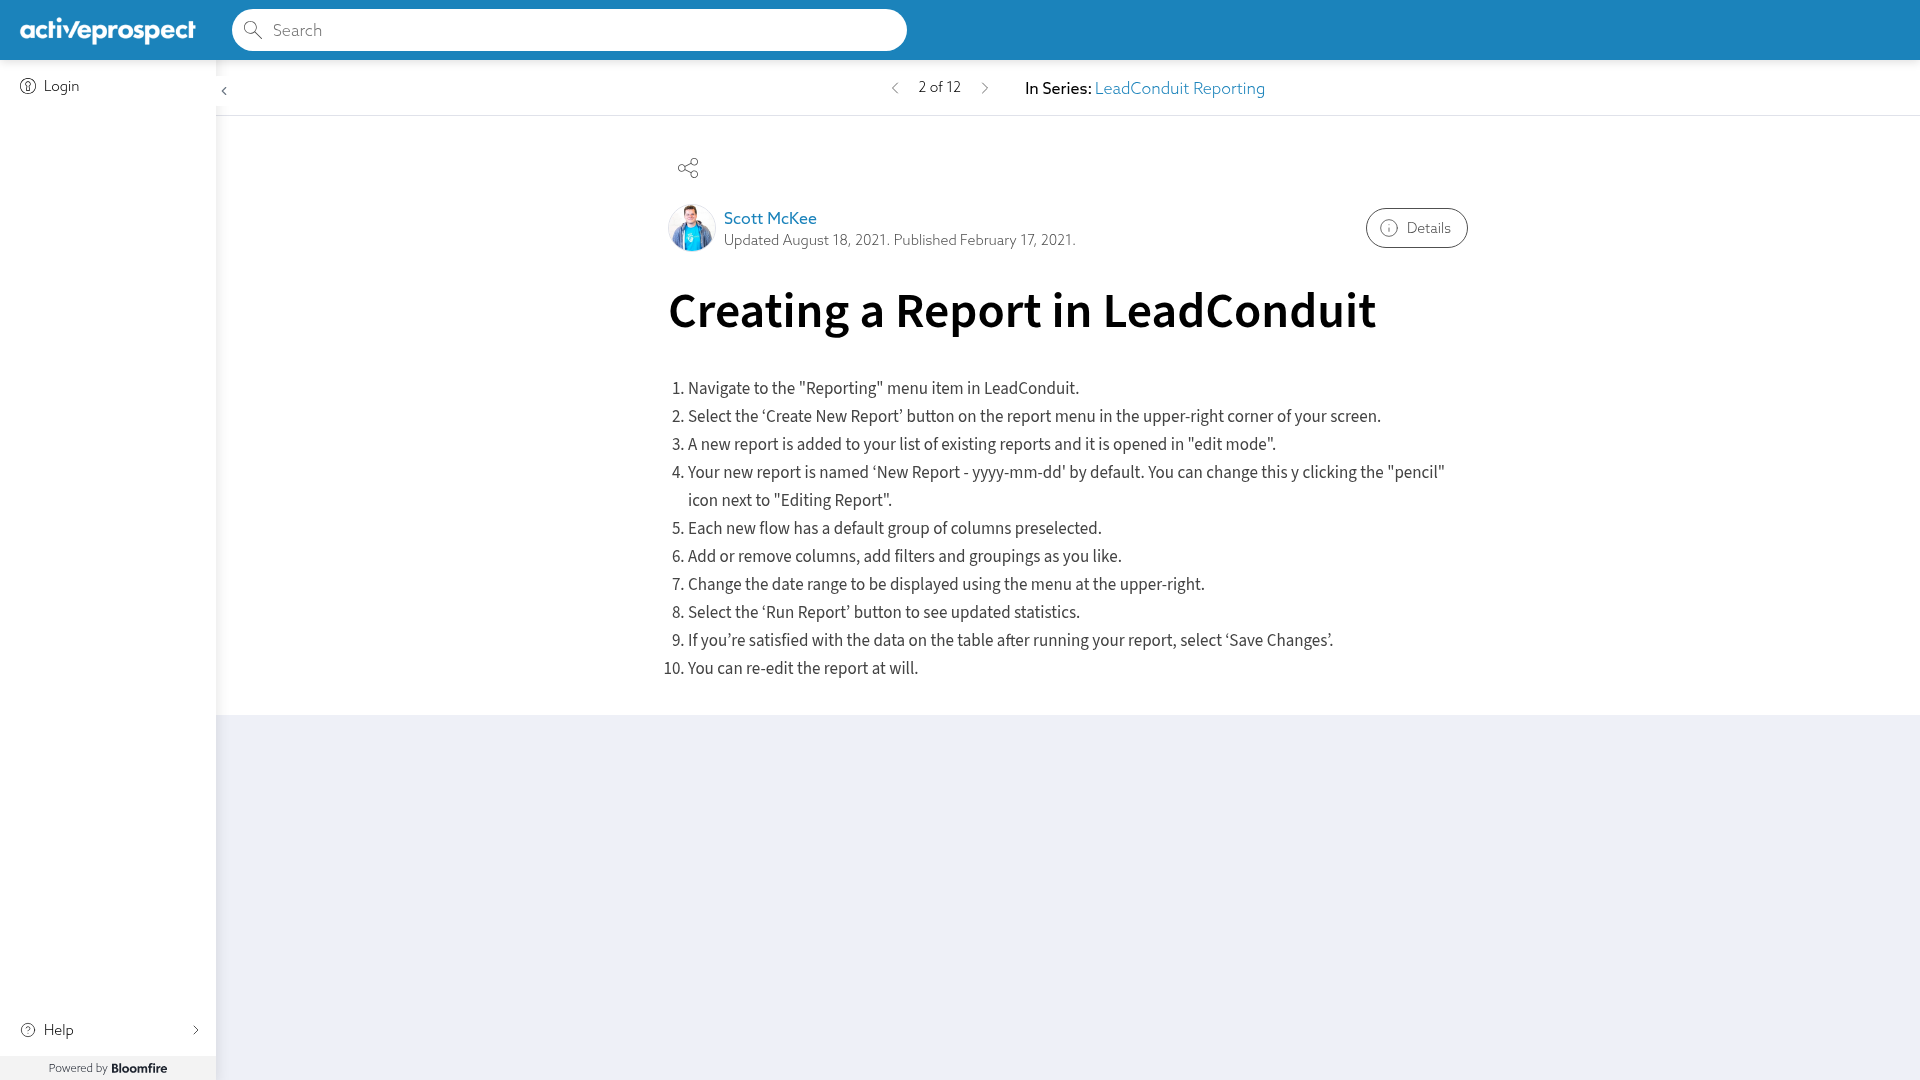 activeprospect
Search
Login
2 of 12
In Series: LeadConduit Reporting
Scott McKee
Updated August 18, 2021. Published February 17, 2021.
Details
Creating a Report in LeadConduit
1. Navigate to the "Reporting" menu item in LeadConduit.
2. Select the ‘Create New Report’ button on the report menu in the upper-right corner of your screen.
3. A new report is added to your list of existing reports and it is opened in "edit mode".
4. Your new report is named ‘New Report - yyyy-mm-dd' by default. You can change this y clicking the "pencil"
icon next to "Editing Report".
5. Each new flow has a default group of columns preselected.
6. Add or remove columns, add filters and groupings as you like.
7. Change the date range to be displayed using the menu at the upper-right.
8. Select the ‘Run Report’ button to see updated statistics.
9. If you’re satisfied with the data on the table after running your report, select ‘Save Changes’.
10. You can re-edit the report at will.
Help
Powered by Bloomfire